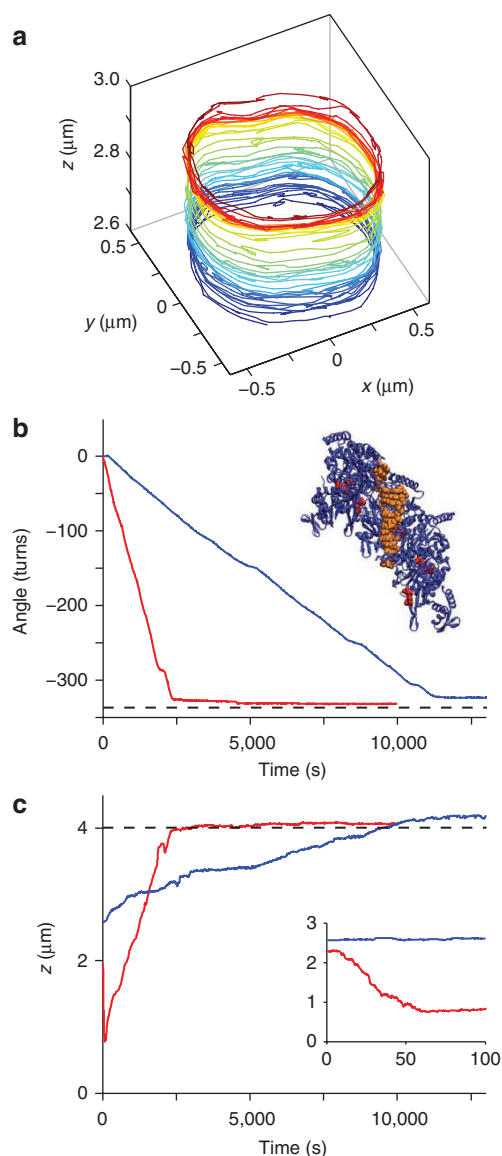 a
3.0
2.8
2.6
z (μm)
0.5
0
−0.5
y (μm)
−0.5
0
0.5
x (μm)
b
0
−100
−200
−300
Angle (turns)
0 5,000 10,000
Time (s)
c
4
2
0
z (μm)
3
2
1
0
0 50 100
0 5,000 10,000
Time (s)